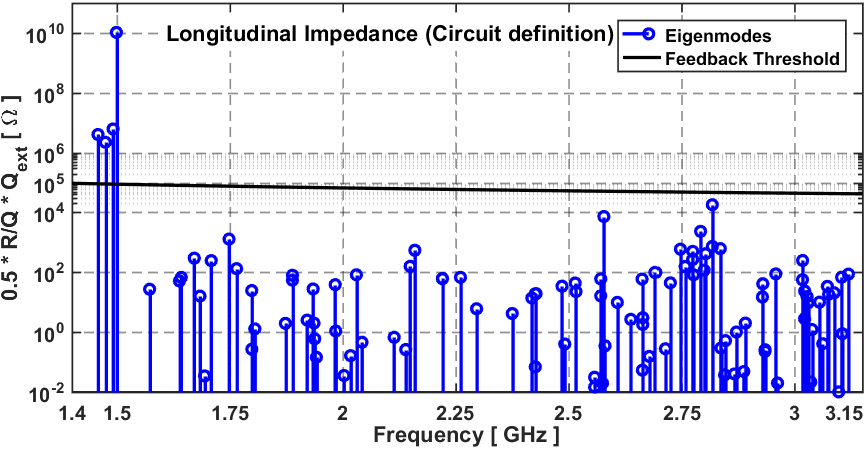 Longitudinal Impedance (Circuit definition)
Eigenmodes
Feedback Threshold
0.5 * R/Q * Q_ext [ Ω ]
10^10
10^8
10^6
10^5
10^4
10^2
10^0
10^-2
1.4 1.5 1.75 2 2.25 2.5 2.75 3 3.15
Frequency [ GHz ]